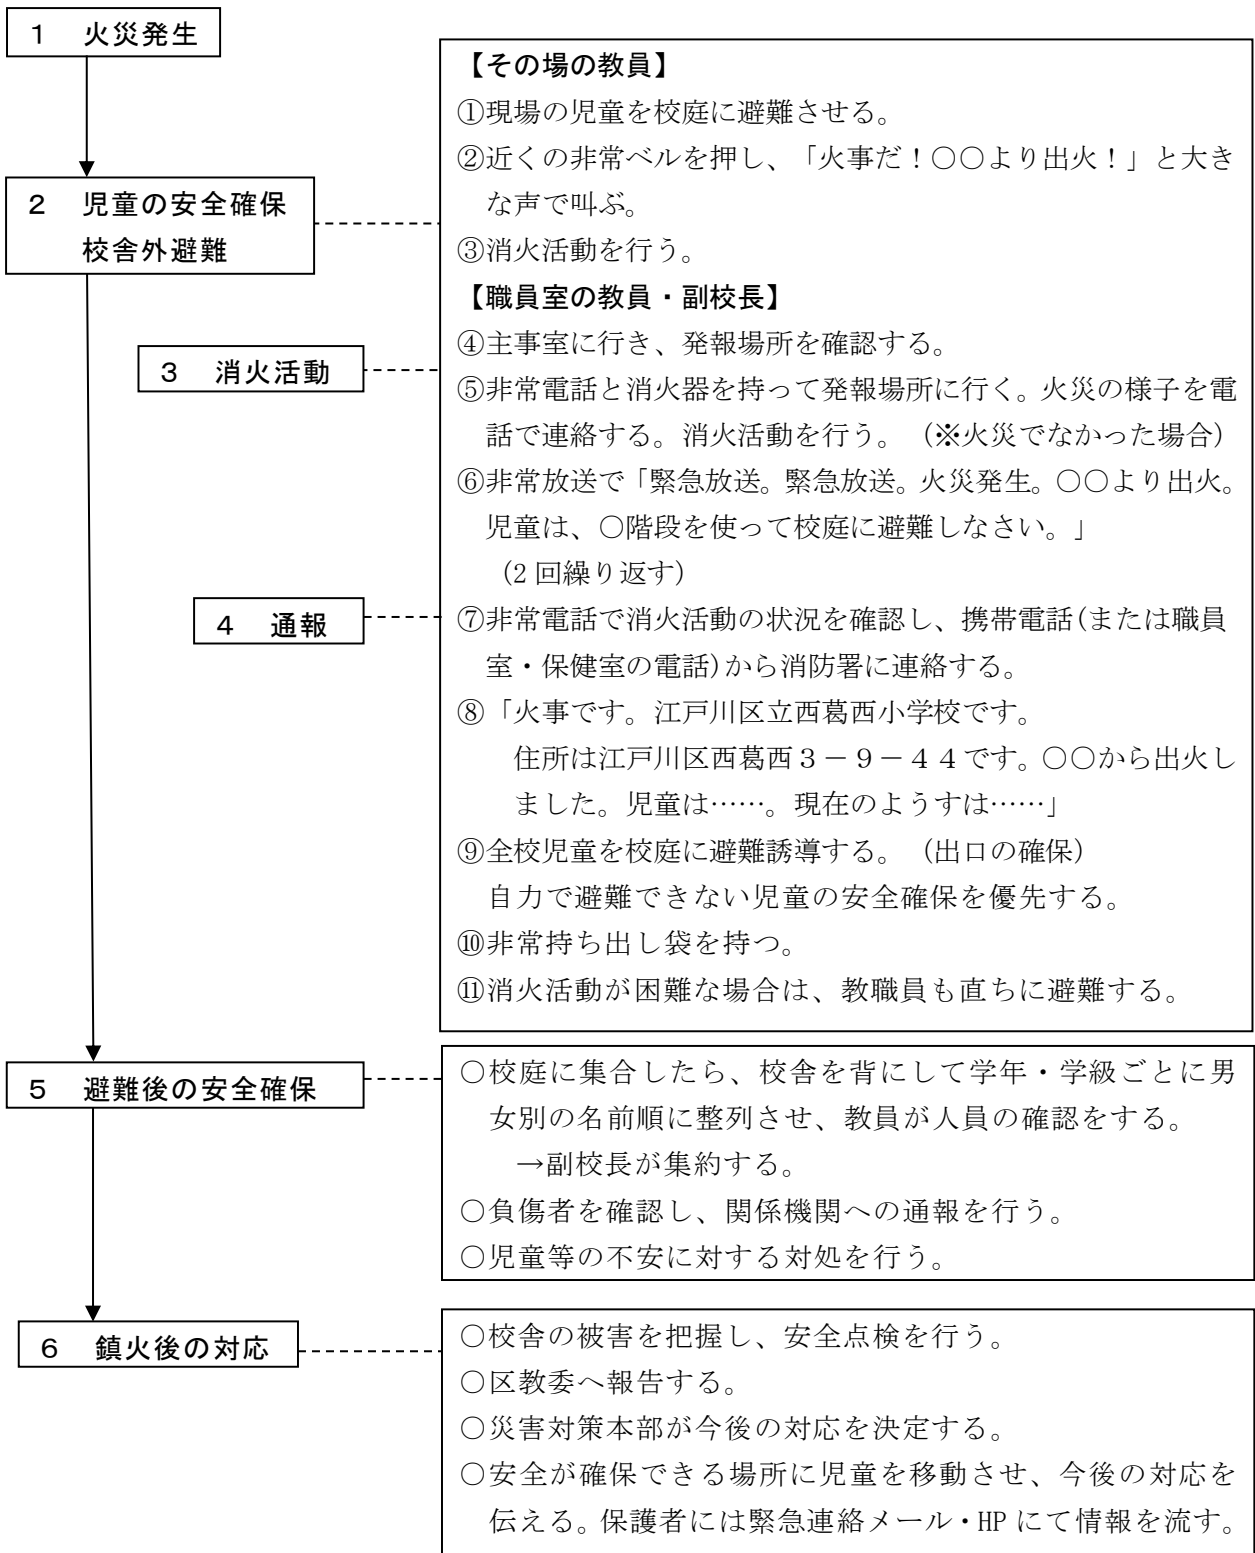 １　火災発生
【その場の教員】
①現場の児童を校庭に避難させる。
②近くの非常ベルを押し、「火事だ！〇〇より出火！」と大き
な声で叫ぶ。
③消火活動を行う。
２　児童の安全確保
校舎外避難
【職員室の教員・副校長】
④主事室に行き、発報場所を確認する。
３　消火活動
⑤非常電話と消火器を持って発報場所に行く。火災の様子を電
話で連絡する。消火活動を行う。（※火災でなかった場合）
⑥非常放送で「緊急放送。緊急放送。火災発生。〇〇より出火。
児童は、〇階段を使って校庭に避難しなさい。」
（2 回繰り返す）
４　通報
⑦非常電話で消火活動の状況を確認し、携帯電話(または職員
室・保健室の電話)から消防署に連絡する。
⑧「火事です。江戸川区立西葛西小学校です。
住所は江戸川区西葛西３－９－４４です。〇〇から出火し
ました。児童は……。現在のようすは……」
⑨全校児童を校庭に避難誘導する。（出口の確保）
自力で避難できない児童の安全確保を優先する。
⑩非常持ち出し袋を持つ。
⑪消火活動が困難な場合は、教職員も直ちに避難する。
５　避難後の安全確保
〇校庭に集合したら、校舎を背にして学年・学級ごとに男
女別の名前順に整列させ、教員が人員の確認をする。
→副校長が集約する。
〇負傷者を確認し、関係機関への通報を行う。
〇児童等の不安に対する対処を行う。
６　鎮火後の対応
〇校舎の被害を把握し、安全点検を行う。
〇区教委へ報告する。
〇災害対策本部が今後の対応を決定する。
〇安全が確保できる場所に児童を移動させ、今後の対応を
伝える。保護者には緊急連絡メール・HP にて情報を流す。